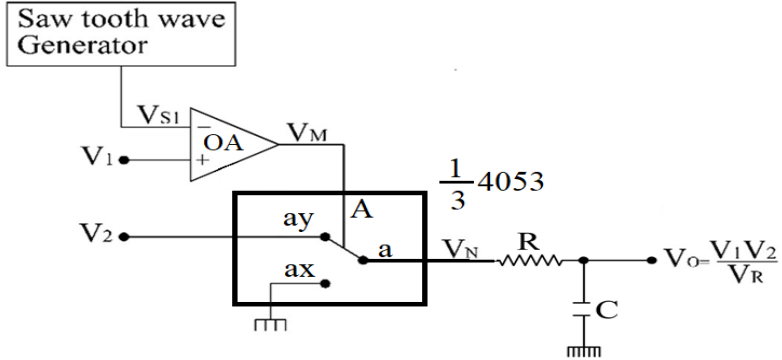 Saw tooth wave
Generator
VS1
−
OA
VM
V1
+
1
3
4053
A
ay
V2
a
VN
R
VO=
V1V2
VR
ax
C